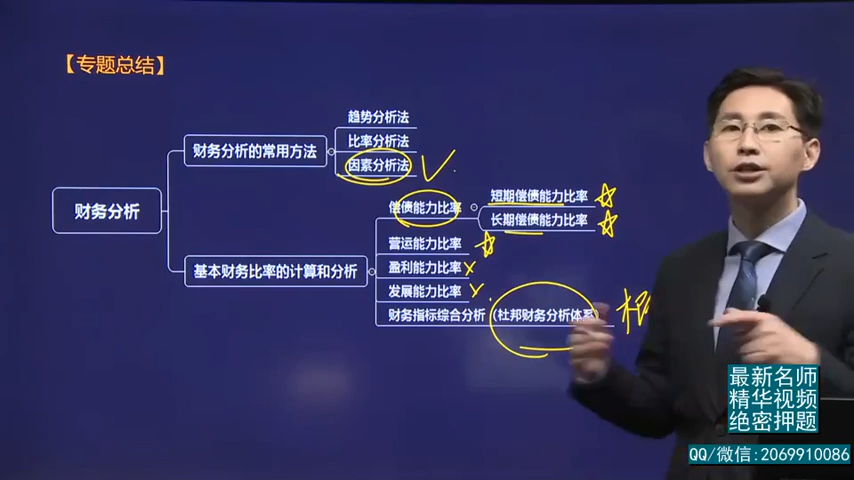 【专题总结】
趋势分析法
财务分析的常用方法
比率分析法
因素分析法
财务分析
偿债能力比率
短期偿债能力比率
长期偿债能力比率
营运能力比率
基本财务比率的计算和分析
盈利能力比率
发展能力比率
财务指标综合分析（杜邦财务分析体系）
最新名师
精华视频
绝密押题
QQ/微信:2069910086